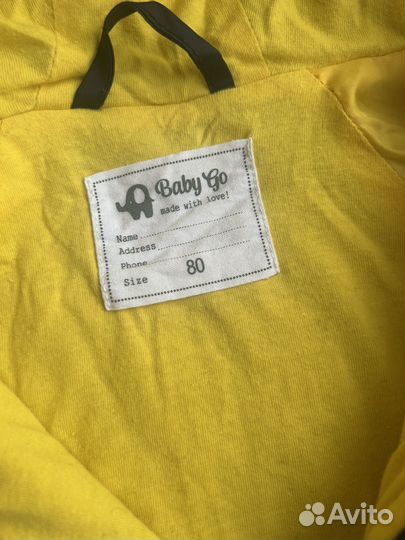 Baby Go
made with love!
Name
Address
Phone
Size 80
Avito